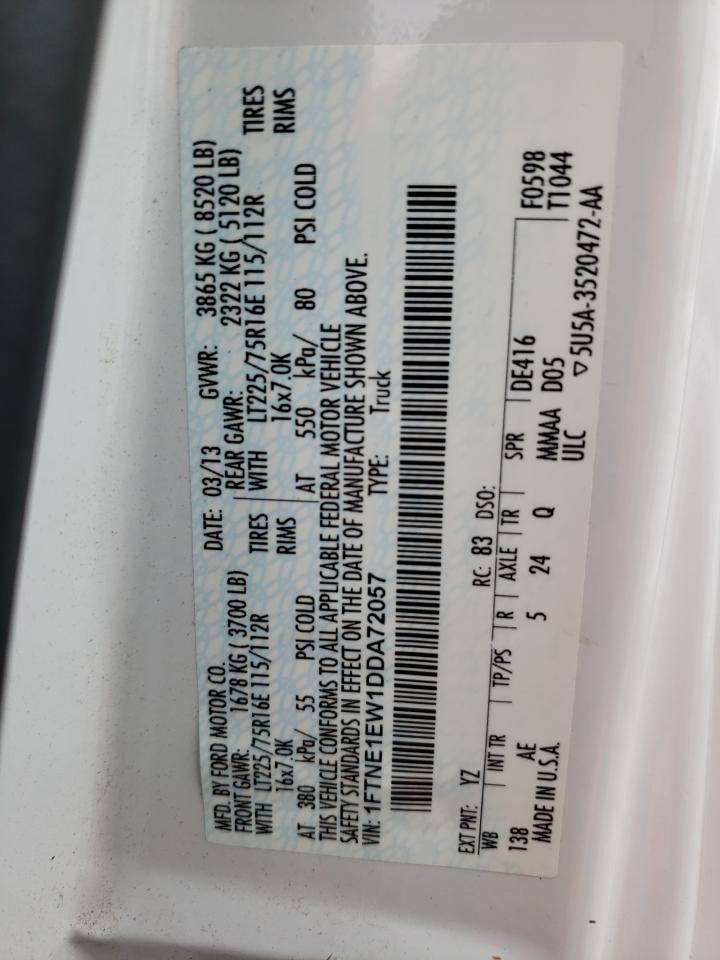 MFD. BY FORD MOTOR CO. DATE: 03/13 GVWR: 3865 KG ( 8520 LB)
FRONT GAWR: 1678 KG ( 3700 LB) REAR GAWR: 2322 KG ( 5120 LB)
WITH LT225/75R16E 115/112R TIRES WITH LT225/75R16E 115/112R TIRES
16x7.0K RIMS 16x7.0K RIMS
AT 380 kPa/ 55 PSI COLD AT 550 kPa/ 80 PSI COLD
THIS VEHICLE CONFORMS TO ALL APPLICABLE FEDERAL MOTOR VEHICLE
SAFETY STANDARDS IN EFFECT ON THE DATE OF MANUFACTURE SHOWN ABOVE.
VIN: 1FTNE1EW1DDA72057 TYPE: Truck
EXT PNT: YZ RC: 83 DSO:
WB INT TR TP/PS R AXLE TR SPR DE416 F0598
138 AE 5 24 Q MMAA D05 T1044
MADE IN U.S.A. ULC ▽5U5A-3520472-AA